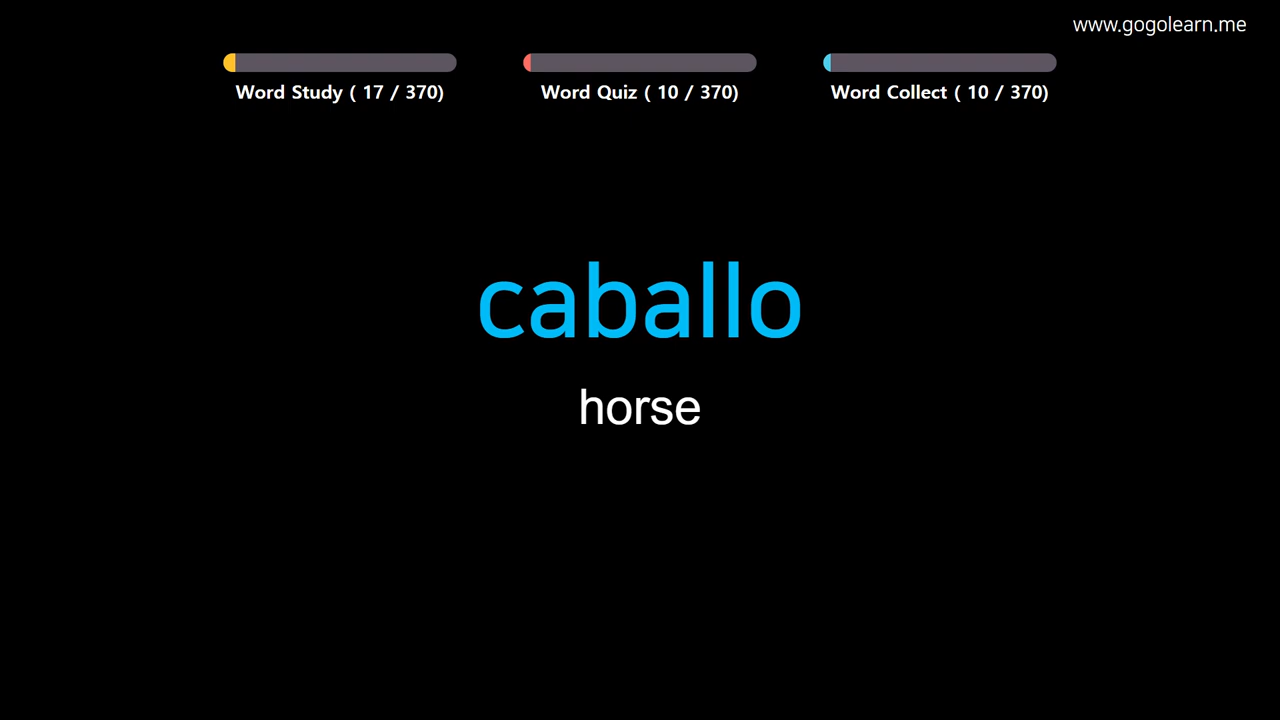 www.gogolearn.me
Word Study ( 17 / 370)
Word Quiz ( 10 / 370)
Word Collect ( 10 / 370)
caballo
horse